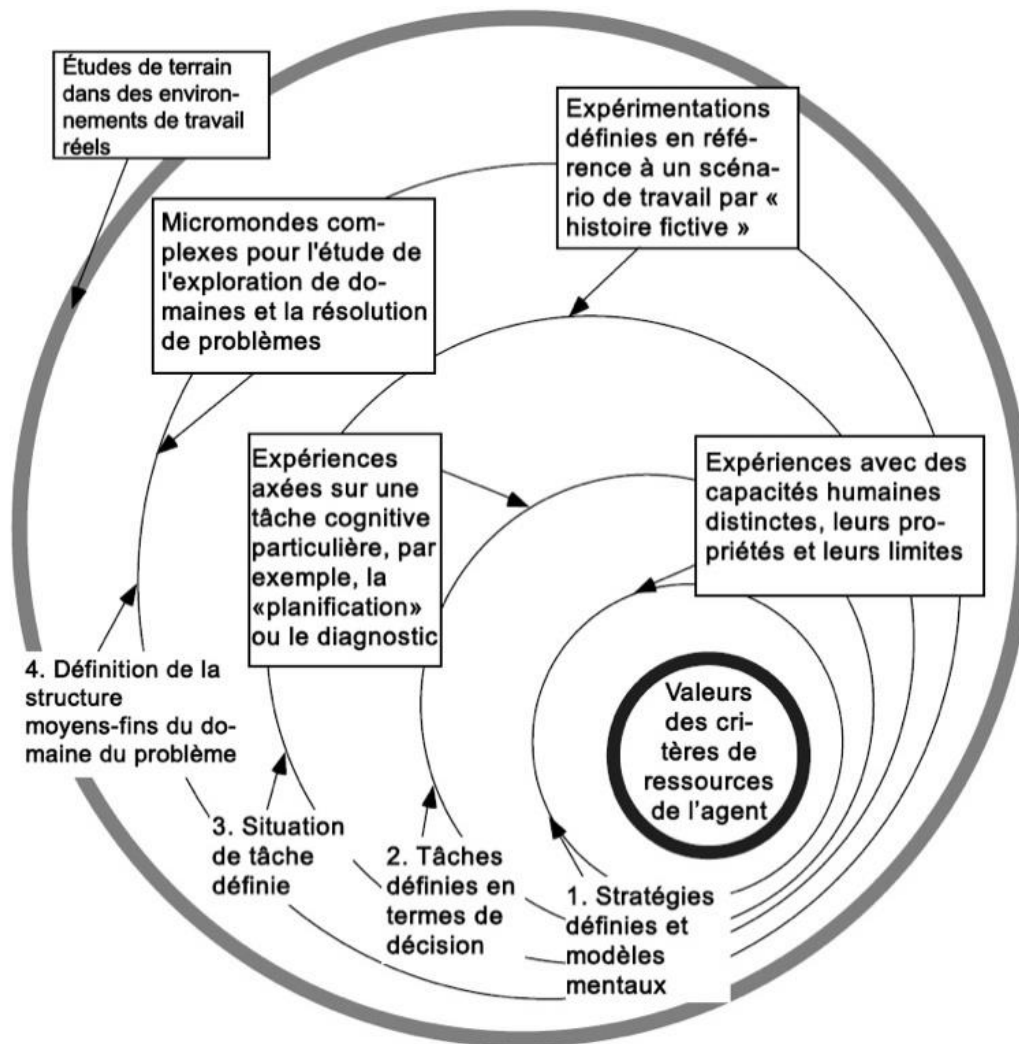 Études de terrain
dans des environ-
nements de travail
réels
Expérimentations
définies en réfé-
rence à un scéna-
rio de travail par «
histoire fictive »
Micromondes com-
plexes pour l'étude de
l'exploration de do-
maines et la résolution
de problèmes
Expériences
axées sur une
tâche cognitive
particulière, par
exemple, la
«planification»
ou le diagnostic
Expériences avec des
capacités humaines
distinctes, leurs pro-
priétés et leurs limites
4. Définition de la
structure
moyens-fins du do-
maine du problème
Valeurs
des cri-
tères de
ressources
de l'agent
3. Situation
de tâche
définie
2. Tâches
définies en
termes de
décision
1. Stratégies
définies et
modèles
mentaux